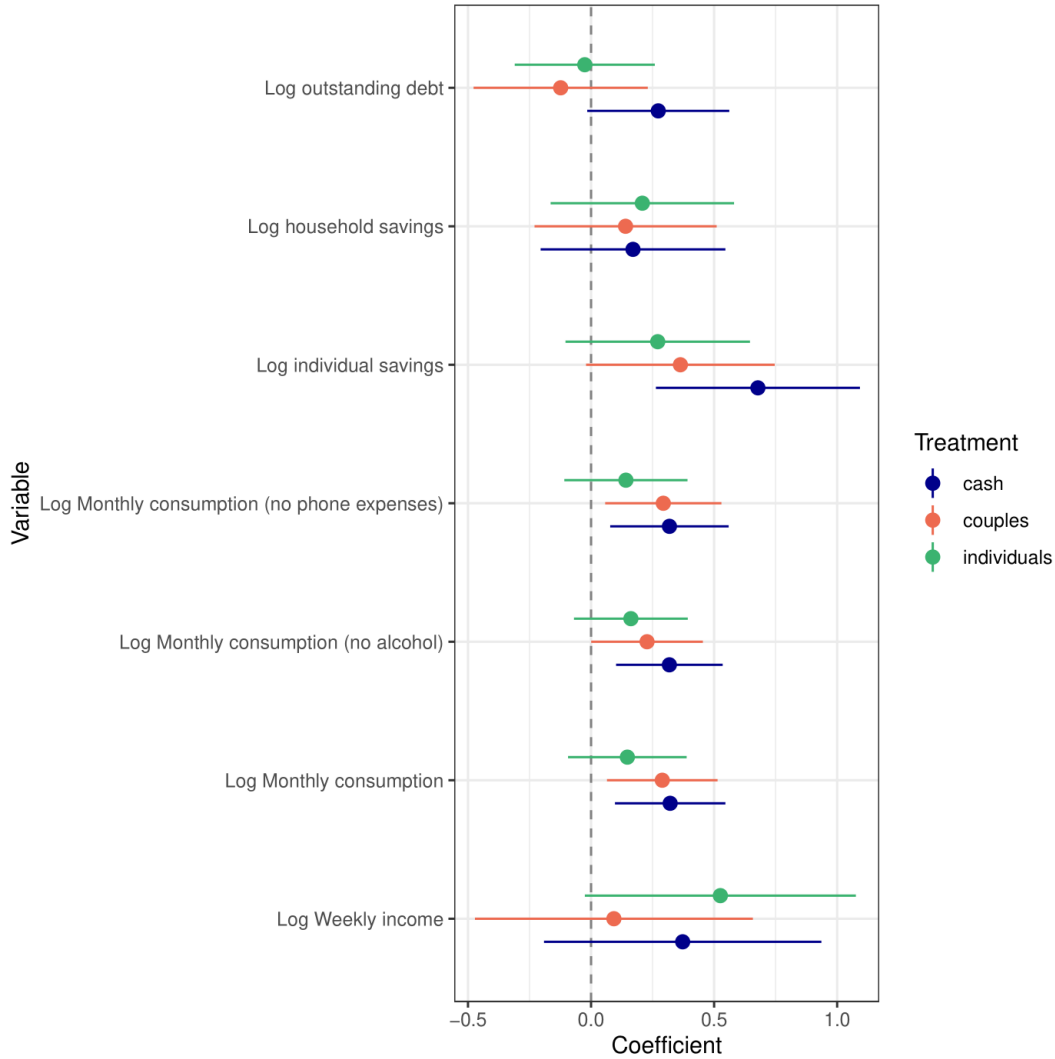 Log outstanding debt
Log household savings
Log individual savings
Log Monthly consumption (no phone expenses)
Log Monthly consumption (no alcohol)
Log Monthly consumption
Log Weekly income
Variable
−0.5 0.0 0.5 1.0
Coefficient
Treatment
cash
couples
individuals